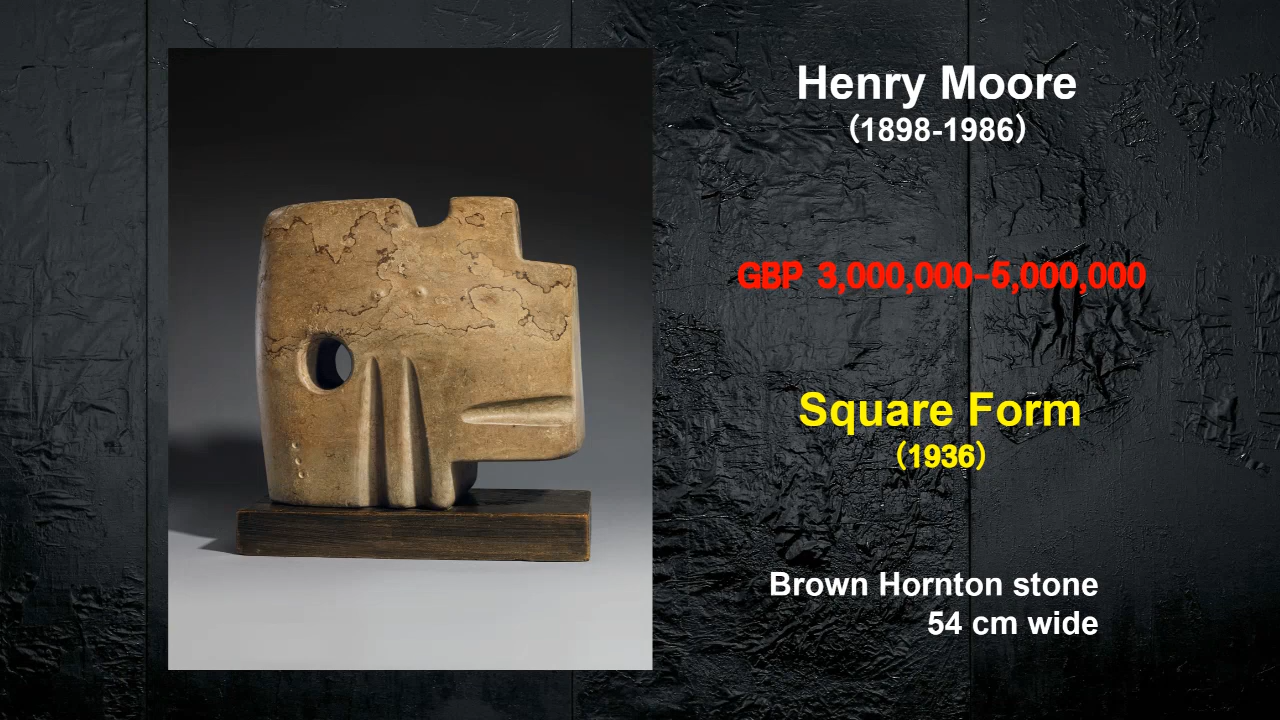 Henry Moore
(1898-1986)
GBP 3,000,000-5,000,000
Square Form
(1936)
Brown Hornton stone
54 cm wide